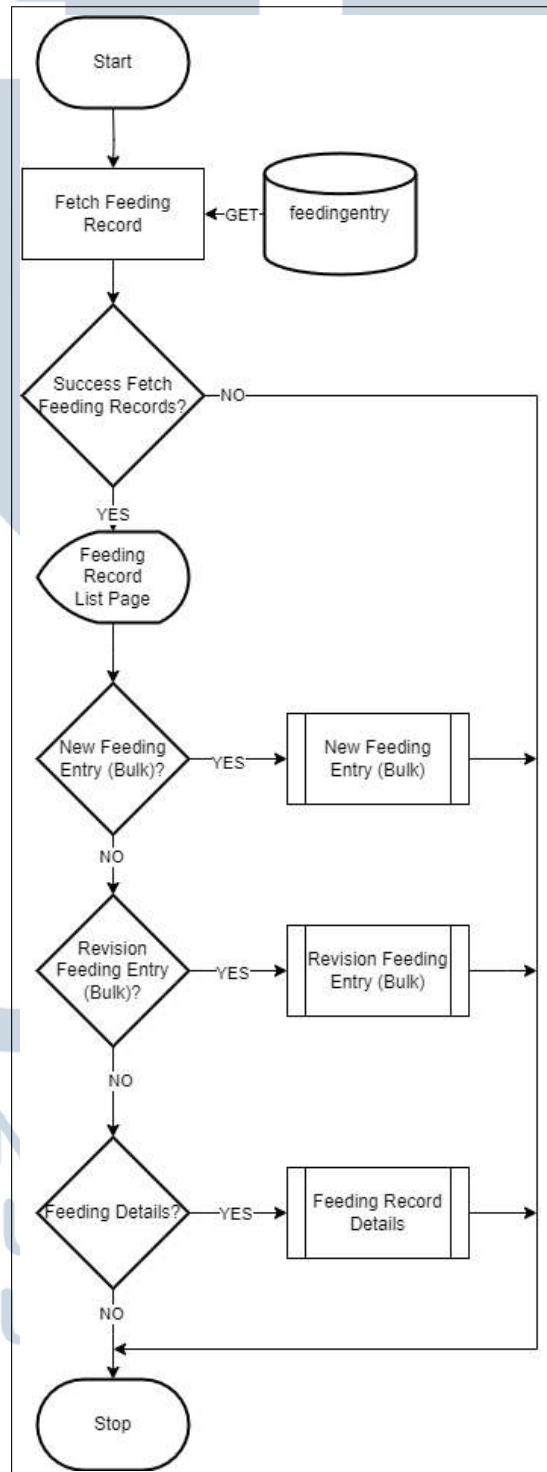 Start
Fetch Feeding
Record
GET
feedingentry
Success Fetch
Feeding Records?
NO
YES
Feeding
Record
List Page
New Feeding
Entry (Bulk)?
YES
New Feeding
Entry (Bulk)
NO
Revision
Feeding Entry
(Bulk)?
YES
Revision Feeding
Entry (Bulk)
NO
Feeding Details?
YES
Feeding Record
Details
NO
Stop